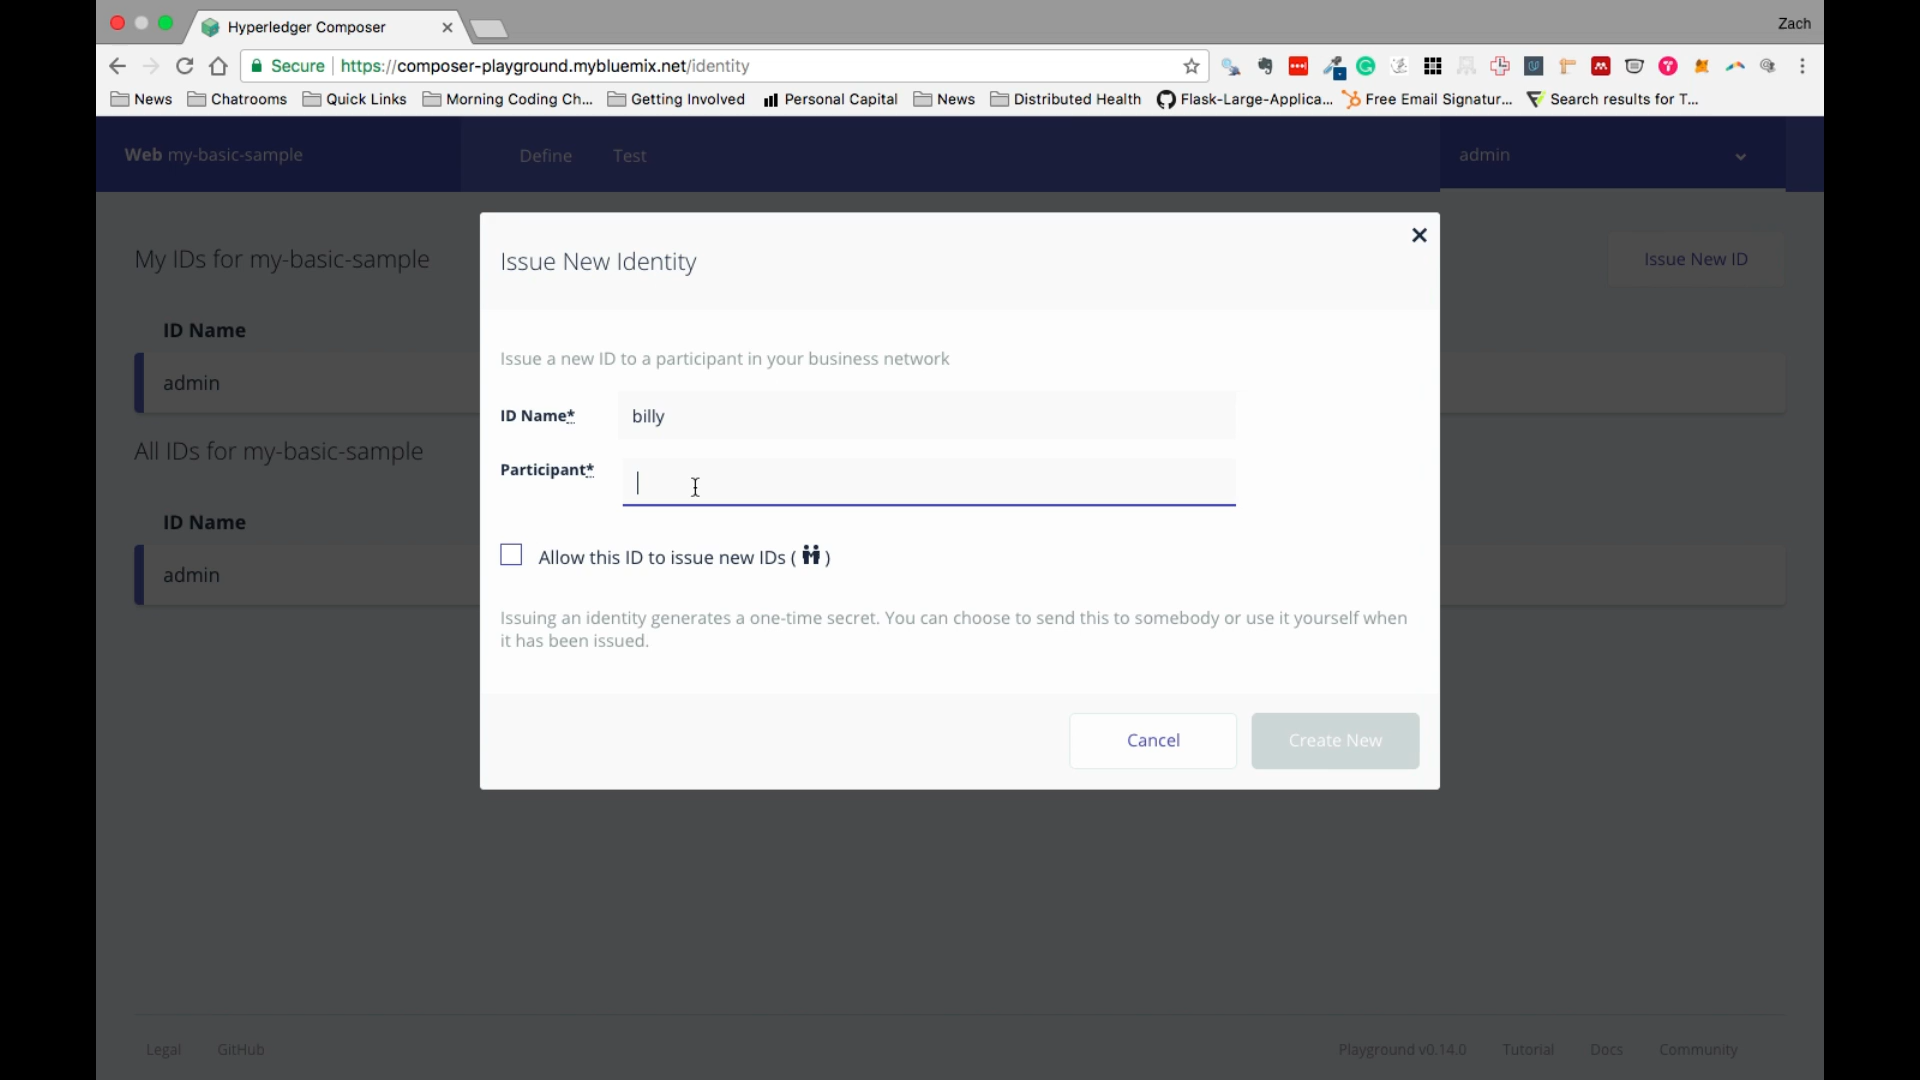 Hyperledger Composer
Zach
Secure https://composer-playground.mybluemix.net/identity
News Chatrooms Quick Links Morning Coding Ch... Getting Involved Personal Capital News Distributed Health Flask-Large-Applica... Free Email Signatur... Search results for T...
Web my-basic-sample Define Test admin
My IDs for my-basic-sample
Issue New ID
ID Name
admin
All IDs for my-basic-sample
ID Name
admin
Issue New Identity
Issue a new ID to a participant in your business network
ID Name* billy
Participant*
Allow this ID to issue new IDs ( )
Issuing an identity generates a one-time secret. You can choose to send this to somebody or use it yourself when
it has been issued.
Cancel Create New
Legal GitHub Playground v0.14.0 Tutorial Docs Community